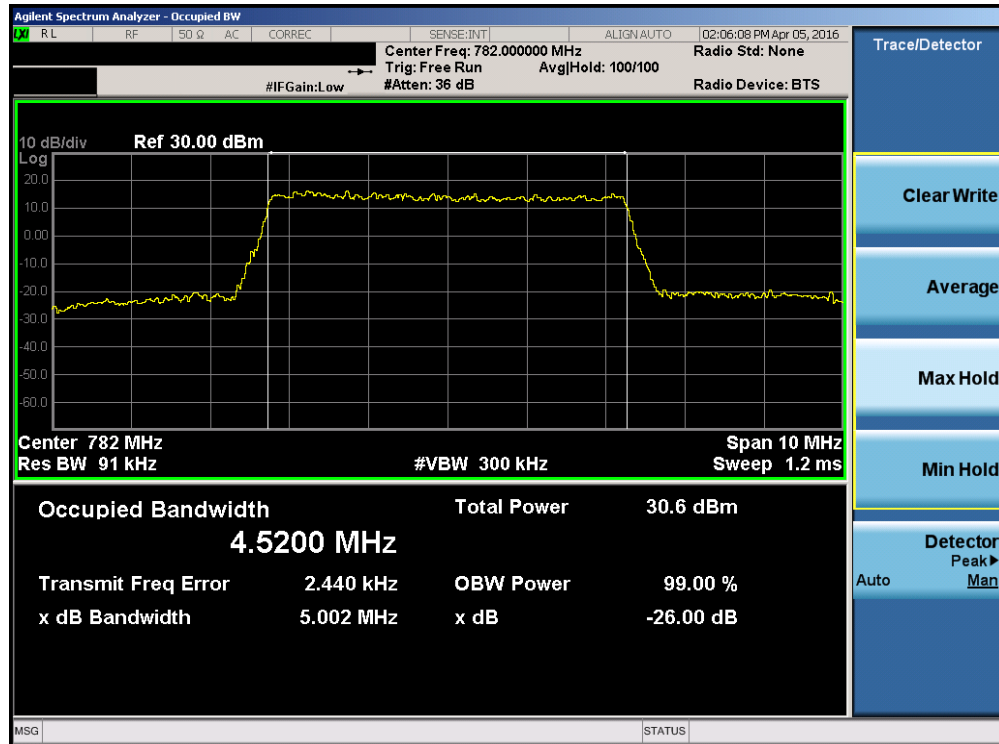 Agilent Spectrum Analyzer - Occupied BW
LXI RL RF 50 Ω AC CORREC SENSE:INT ALIGN AUTO 02:06:08 PM Apr 05, 2016
Center Freq: 782.000000 MHz Radio Std: None
Trig: Free Run Avg|Hold: 100/100
#IFGain:Low #Atten: 36 dB Radio Device: BTS
10 dB/div Ref 30.00 dBm
Log
20.0
10.0
0.00
-10.0
-20.0
-30.0
-40.0
-50.0
-60.0
Center 782 MHz Span 10 MHz
Res BW 91 kHz #VBW 300 kHz Sweep 1.2 ms
Occupied Bandwidth Total Power 30.6 dBm
4.5200 MHz
Transmit Freq Error 2.440 kHz OBW Power 99.00 %
x dB Bandwidth 5.002 MHz x dB -26.00 dB
MSG STATUS
Trace/Detector
Clear Write
Average
Max Hold
Min Hold
Detector
Peak▶
Auto Man